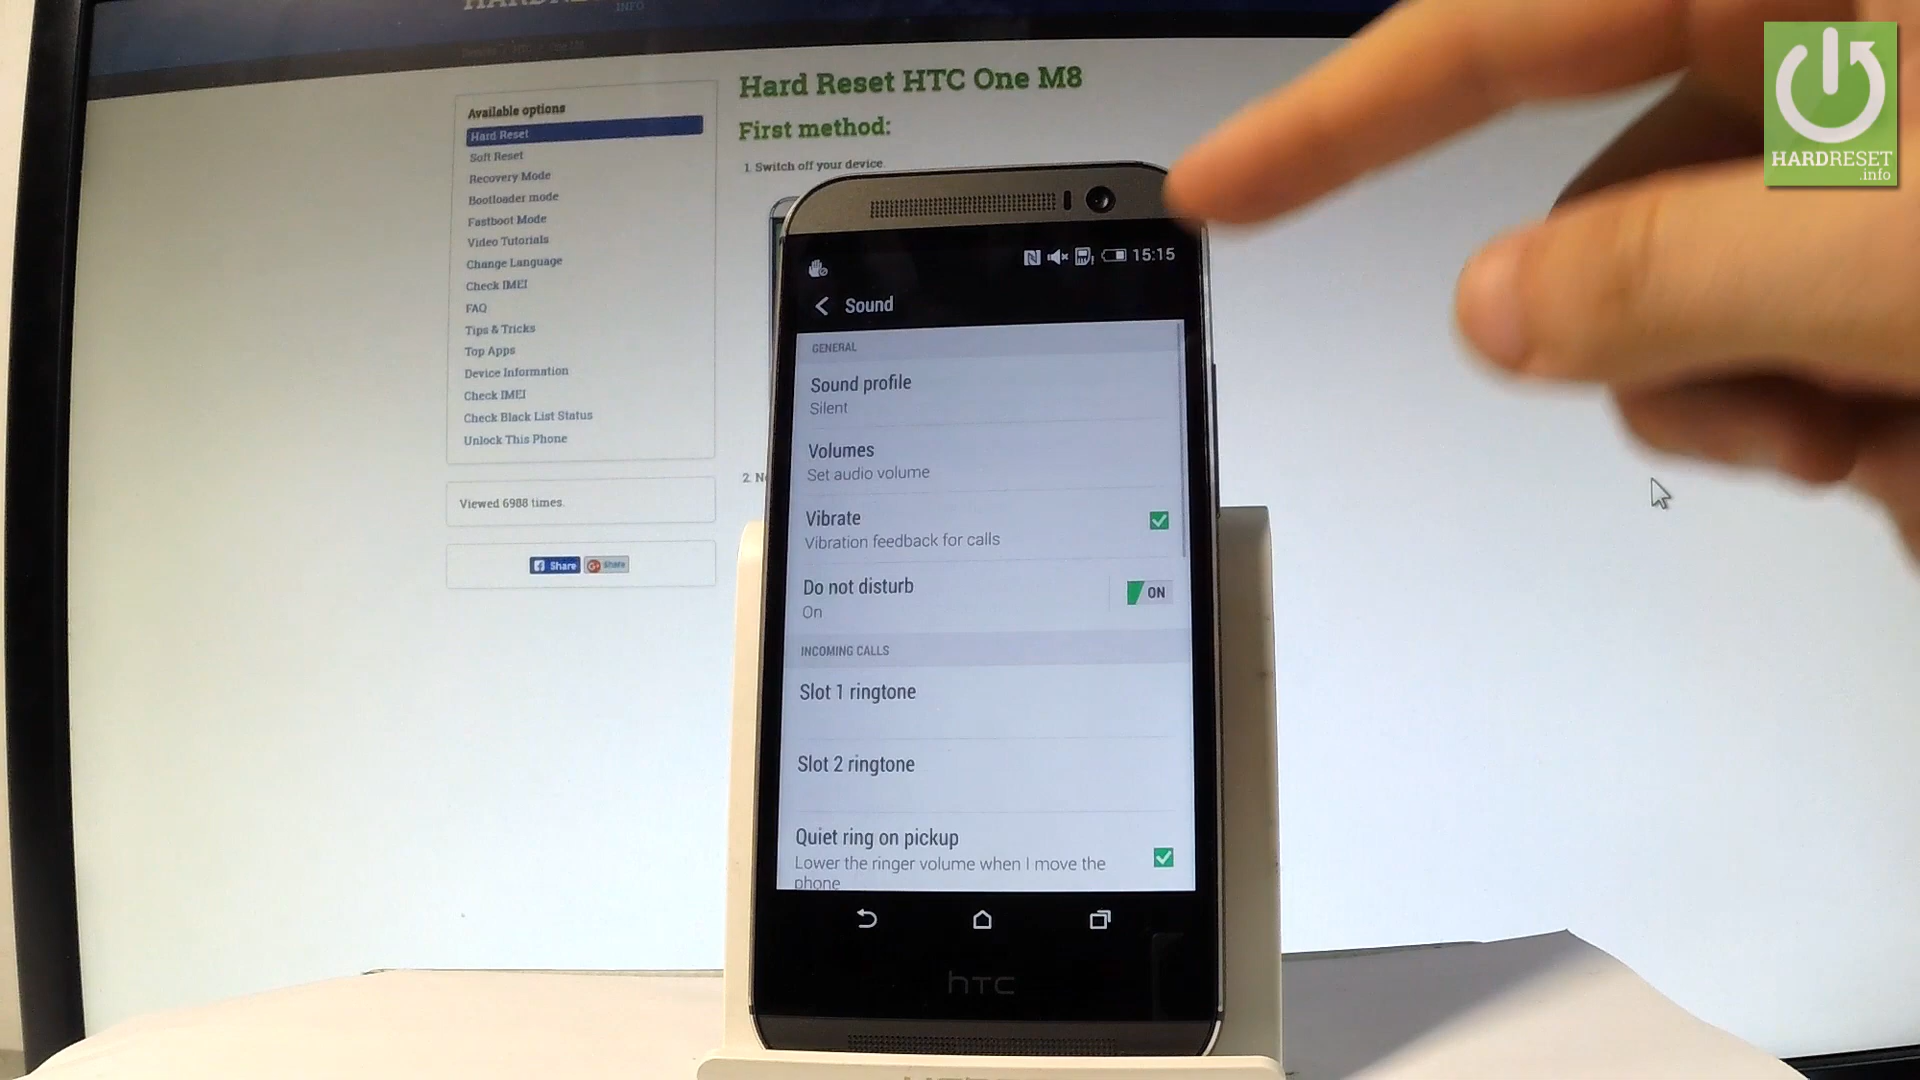 INFO
Hard Reset HTC One M8
First method:
1. Switch off your device.
2.
Available options
Hard Reset
Soft Reset
Recovery Mode
Bootloader mode
Fastboot Mode
Video Tutorials
Change Language
Check IMEI
FAQ
Tips & Tricks
Top Apps
Device Information
Check IMEI
Check Black List Status
Unlock This Phone
Viewed 6988 times.
Share
Share
15:15
Sound
GENERAL
Sound profile
Silent
Volumes
Set audio volume
Vibrate
Vibration feedback for calls
Do not disturb
On
ON
INCOMING CALLS
Slot 1 ringtone
Slot 2 ringtone
Quiet ring on pickup
Lower the ringer volume when I move the
phone
hTC
HARDRESET
.info